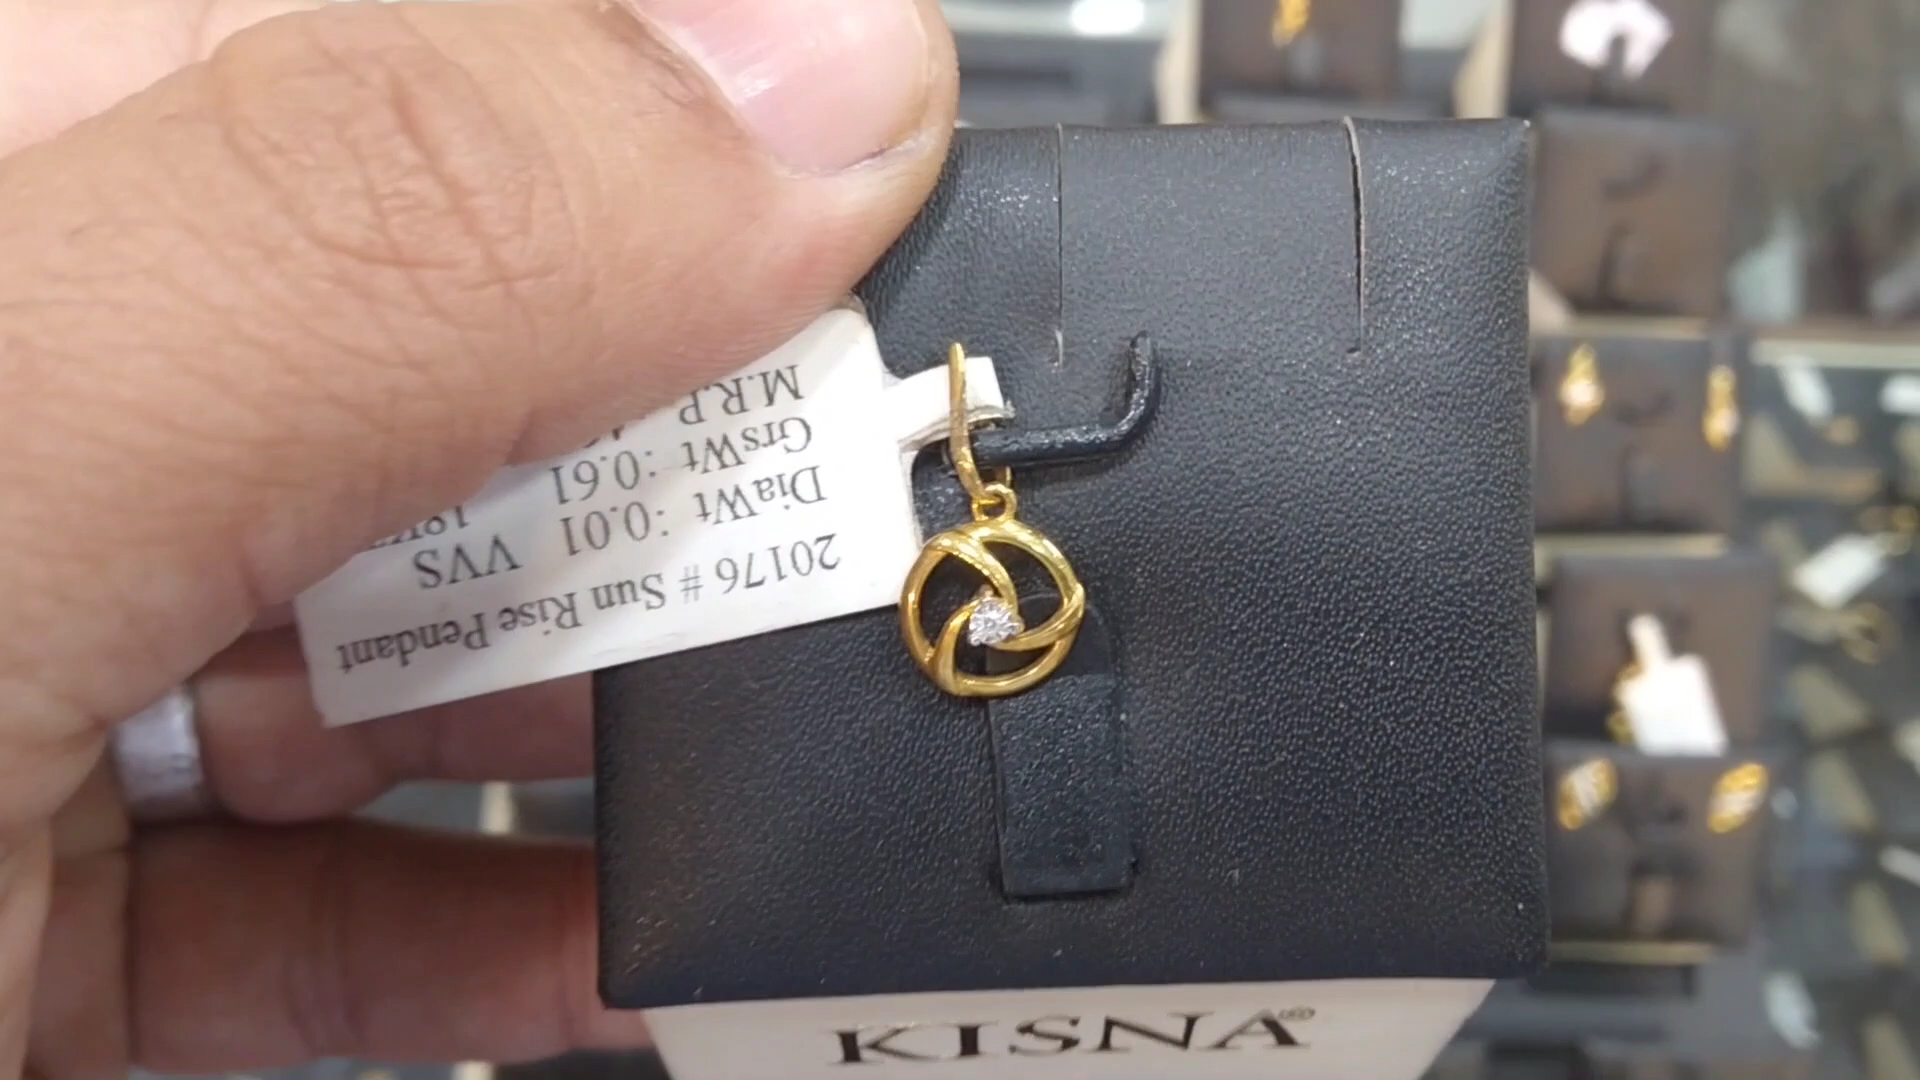 20176 # Sun Rise Pendant
DiaWt : 0.01 VVS
GrsWt : 0.61
M.R.P
KISNA®